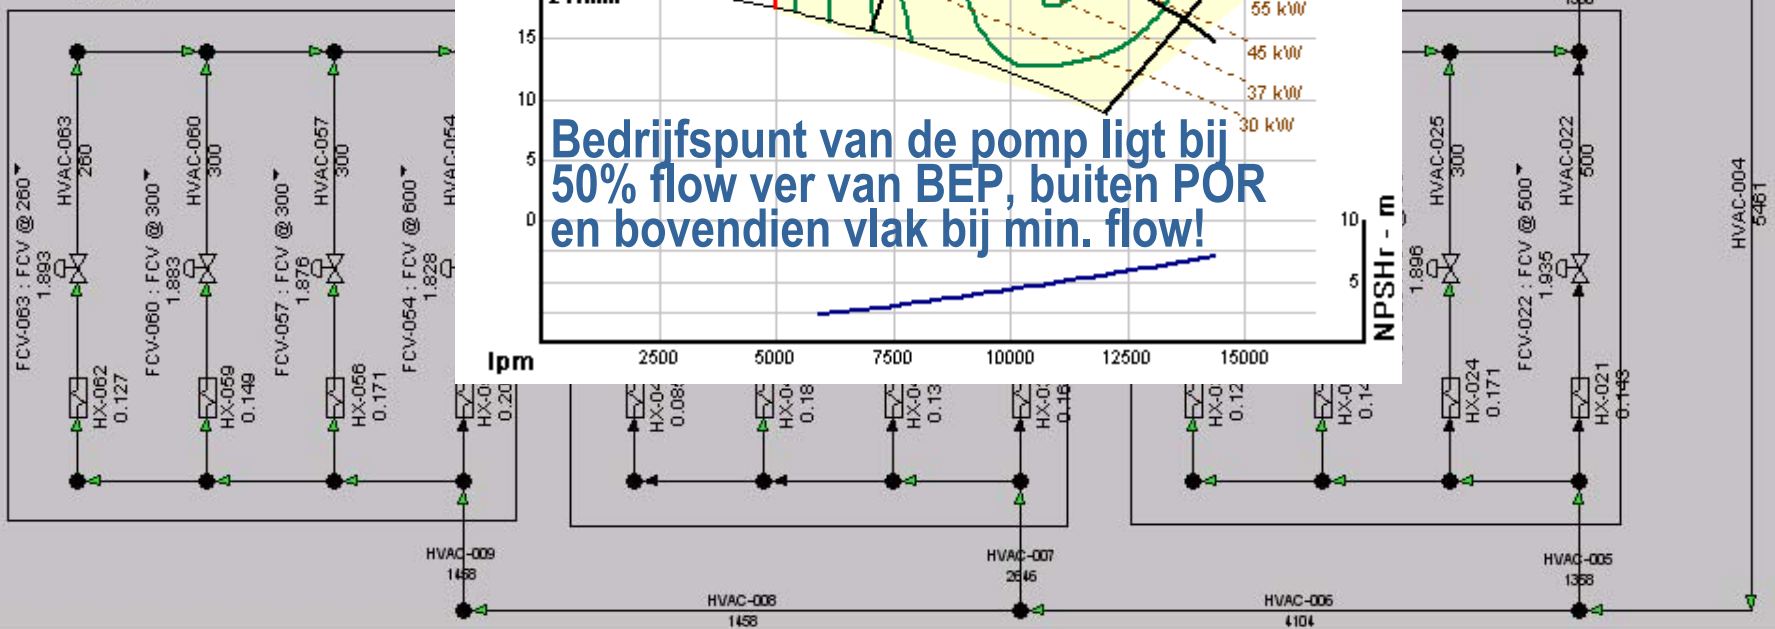 55 kW
15
45 kW
10
37 kW
30 kW
Bedrijfspunt van de pomp ligt bij
5
50% flow ver van BEP, buiten POR
0
en bovendien vlak bij min. flow!
10
5
NPSHr - m
lpm
2500
5000
7500
10000
12500
15000
HVAC-063
260
FCV-063 : FCV @ 260
1.893
HX-062
0.127
HVAC-060
300
FCV-060 : FCV @ 300
1.883
HX-059
0.149
HVAC-057
300
FCV-057 : FCV @ 300
1.876
HX-056
0.171
HVAC-054
FCV-054 : FCV @ 600
1.828
HVAC-025
300
1.896
HX-024
0.171
HVAC-022
500
FCV-022 : FCV @ 500
1.935
HX-021
0.143
HVAC-004
5461
HVAC-009
1458
HVAC-007
2646
HVAC-005
1358
HVAC-008
1458
HVAC-006
4104